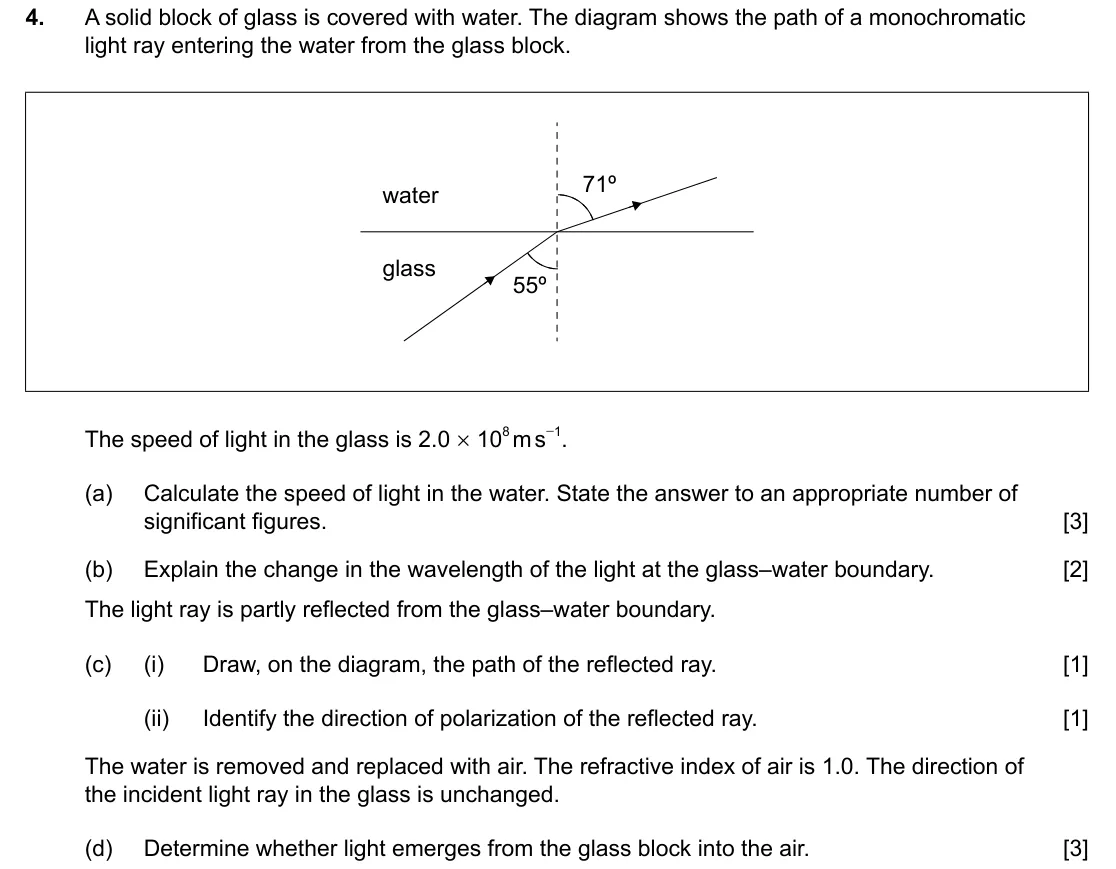 4. A solid block of glass is covered with water. The diagram shows the path of a monochromatic
light ray entering the water from the glass block.
water
71º
glass
55º
The speed of light in the glass is 2.0 × 10⁸ m s⁻¹.
(a) Calculate the speed of light in the water. State the answer to an appropriate number of
significant figures. [3]
(b) Explain the change in the wavelength of the light at the glass–water boundary. [2]
The light ray is partly reflected from the glass–water boundary.
(c) (i) Draw, on the diagram, the path of the reflected ray. [1]
(ii) Identify the direction of polarization of the reflected ray. [1]
The water is removed and replaced with air. The refractive index of air is 1.0. The direction of
the incident light ray in the glass is unchanged.
(d) Determine whether light emerges from the glass block into the air. [3]